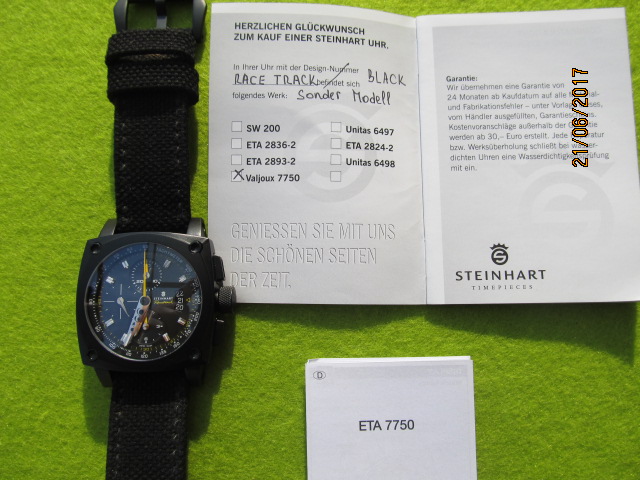 HERZLICHEN GLÜCKWUNSCH
ZUM KAUF EINER STEINHART UHR.
In Ihrer Uhr mit der Design-Nummer
RACE TRACK befindet sich BLACK
folgendes Werk: Sonder Modell
SW 200
Unitas 6497
ETA 2836-2
ETA 2824-2
ETA 2893-2
Unitas 6498
X Valjoux 7750
GENIESSEN SIE MIT UNS
DIE SCHÖNEN SEITEN
DER ZEIT.
Garantie:
Wir übernehmen eine Garantie von
24 Monaten ab Kaufdatum auf alle
und Fabrikationsfehler – unter Vorlage
vom Händler ausgefüllten,
Kostenvoranschläge außerhalb der
werden ab 30,– Euro erstellt. Jede
bzw. Werksüberholung schließt bei
dichten Uhren eine
mit ein.
STEINHART
TIMEPIECES
21/06/2017
STEINHART
D
ETA 7750